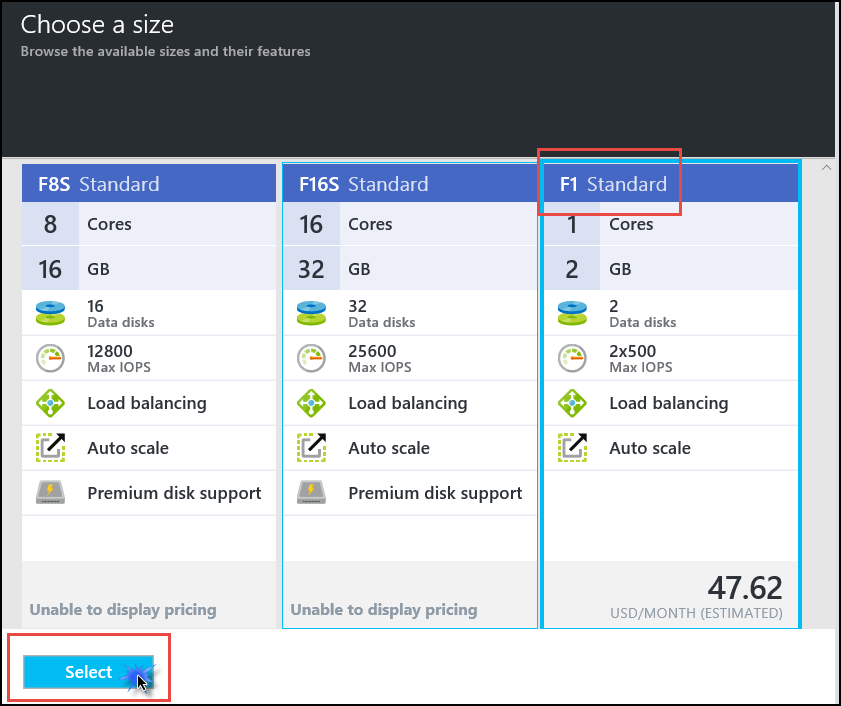 Choose a size
Browse the available sizes and their features
F8S Standard
8 Cores
16 GB
16
Data disks
12800
Max IOPS
Load balancing
Auto scale
Premium disk support
Unable to display pricing
F16S Standard
16 Cores
32 GB
32
Data disks
25600
Max IOPS
Load balancing
Auto scale
Premium disk support
Unable to display pricing
F1 Standard
1 Cores
2 GB
2
Data disks
2x500
Max IOPS
Load balancing
Auto scale
47.62
USD/MONTH (ESTIMATED)
Select